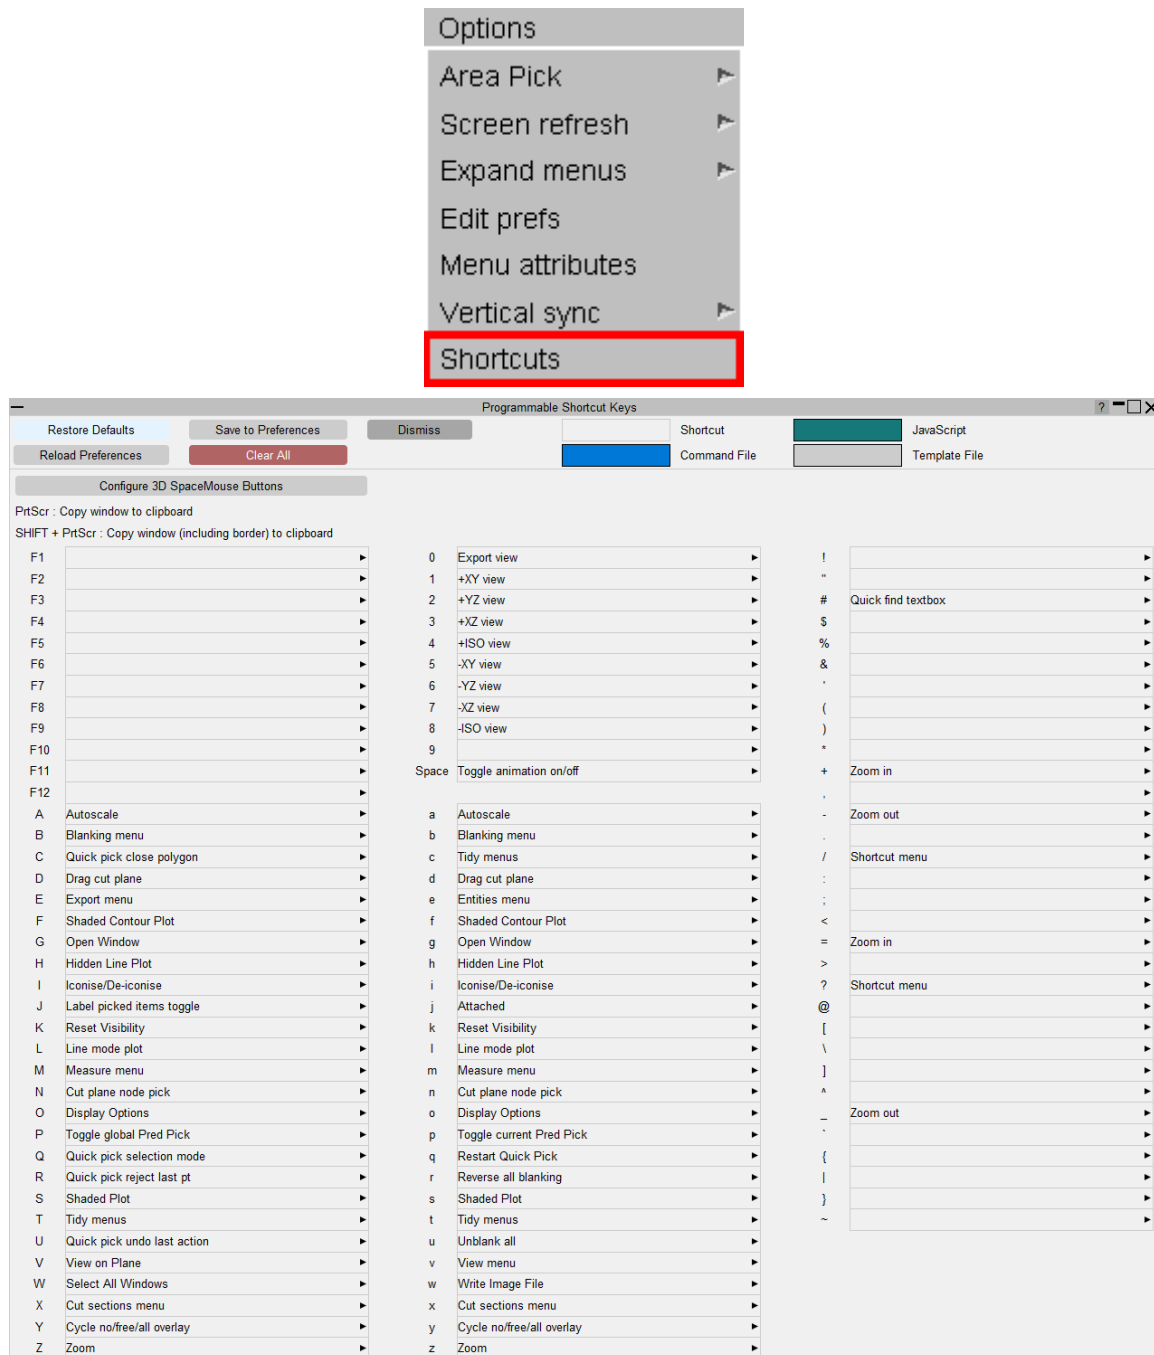 Options
Area Pick
Screen refresh
Expand menus
Edit prefs
Menu attributes
Vertical sync
Shortcuts
Programmable Shortcut Keys ?
Restore Defaults Save to Preferences Dismiss Shortcut JavaScript
Reload Preferences Clear All Command File Template File
Configure 3D SpaceMouse Buttons
PrtScr : Copy window to clipboard
SHIFT + PrtScr : Copy window (including border) to clipboard
F1 0 Export view !
F2 1 +XY view "
F3 2 +YZ view # Quick find textbox
F4 3 +XZ view $
F5 4 +ISO view %
F6 5 -XY view &
F7 6 -YZ view '
F8 7 -XZ view (
F9 8 -ISO view )
F10 9 *
F11 Space Toggle animation on/off + Zoom in
F12 ,
A Autoscale a Autoscale - Zoom out
B Blanking menu b Blanking menu .
C Quick pick close polygon c Tidy menus / Shortcut menu
D Drag cut plane d Drag cut plane :
E Export menu e Entities menu ;
F Shaded Contour Plot f Shaded Contour Plot <
G Open Window g Open Window = Zoom in
H Hidden Line Plot h Hidden Line Plot >
I Iconise/De-iconise i Iconise/De-iconise ? Shortcut menu
J Label picked items toggle j Attached @
K Reset Visibility k Reset Visibility [
L Line mode plot l Line mode plot \
M Measure menu m Measure menu ]
N Cut plane node pick n Cut plane node pick ^
O Display Options o Display Options _ Zoom out
P Toggle global Pred Pick p Toggle current Pred Pick `
Q Quick pick selection mode q Restart Quick Pick {
R Quick pick reject last pt r Reverse all blanking |
S Shaded Plot s Shaded Plot }
T Tidy menus t Tidy menus ~
U Quick pick undo last action u Unblank all
V View on Plane v View menu
W Select All Windows w Write Image File
X Cut sections menu x Cut sections menu
Y Cycle no/free/all overlay y Cycle no/free/all overlay
Z Zoom z Zoom